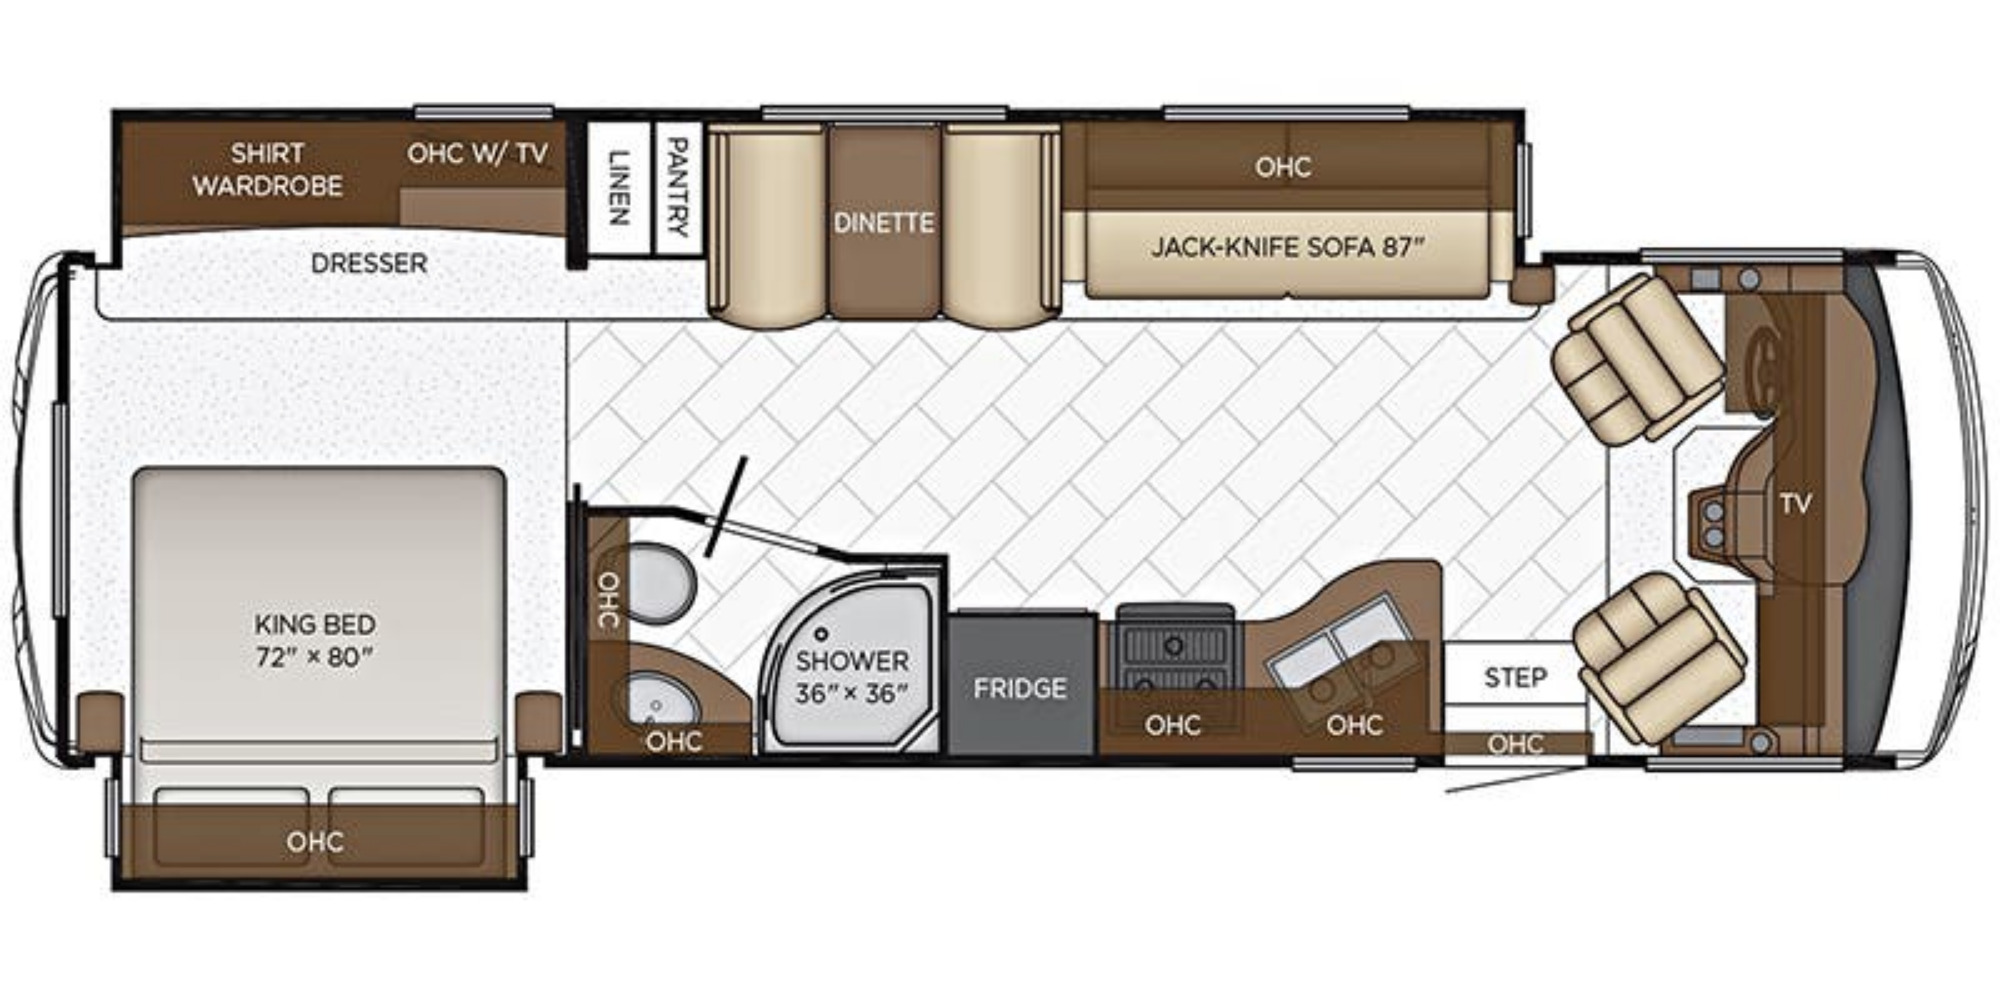 SHIRT
WARDROBE
OHC W/ TV
LINEN
PANTRY
DINETTE
OHC
JACK-KNIFE SOFA 87"
DRESSER
TV
KING BED
72" × 80"
OHC
OHC
OHC
SHOWER
36" × 36"
FRIDGE
OHC
OHC
STEP
OHC